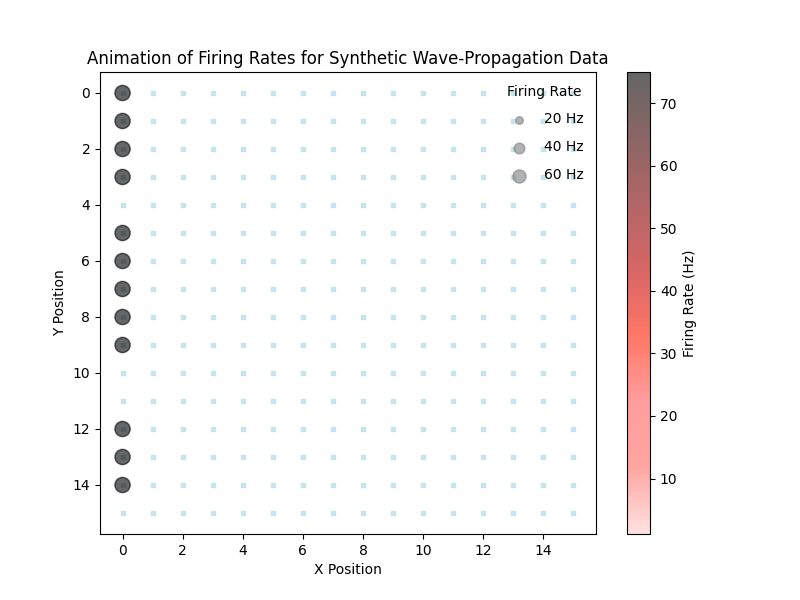 Animation of Firing Rates for Synthetic Wave-Propagation Data
Firing Rate
20 Hz
40 Hz
60 Hz
0
2
4
6
8
10
12
14
Y Position
0
2
4
6
8
10
12
14
X Position
70
60
50
40
30
20
10
Firing Rate (Hz)